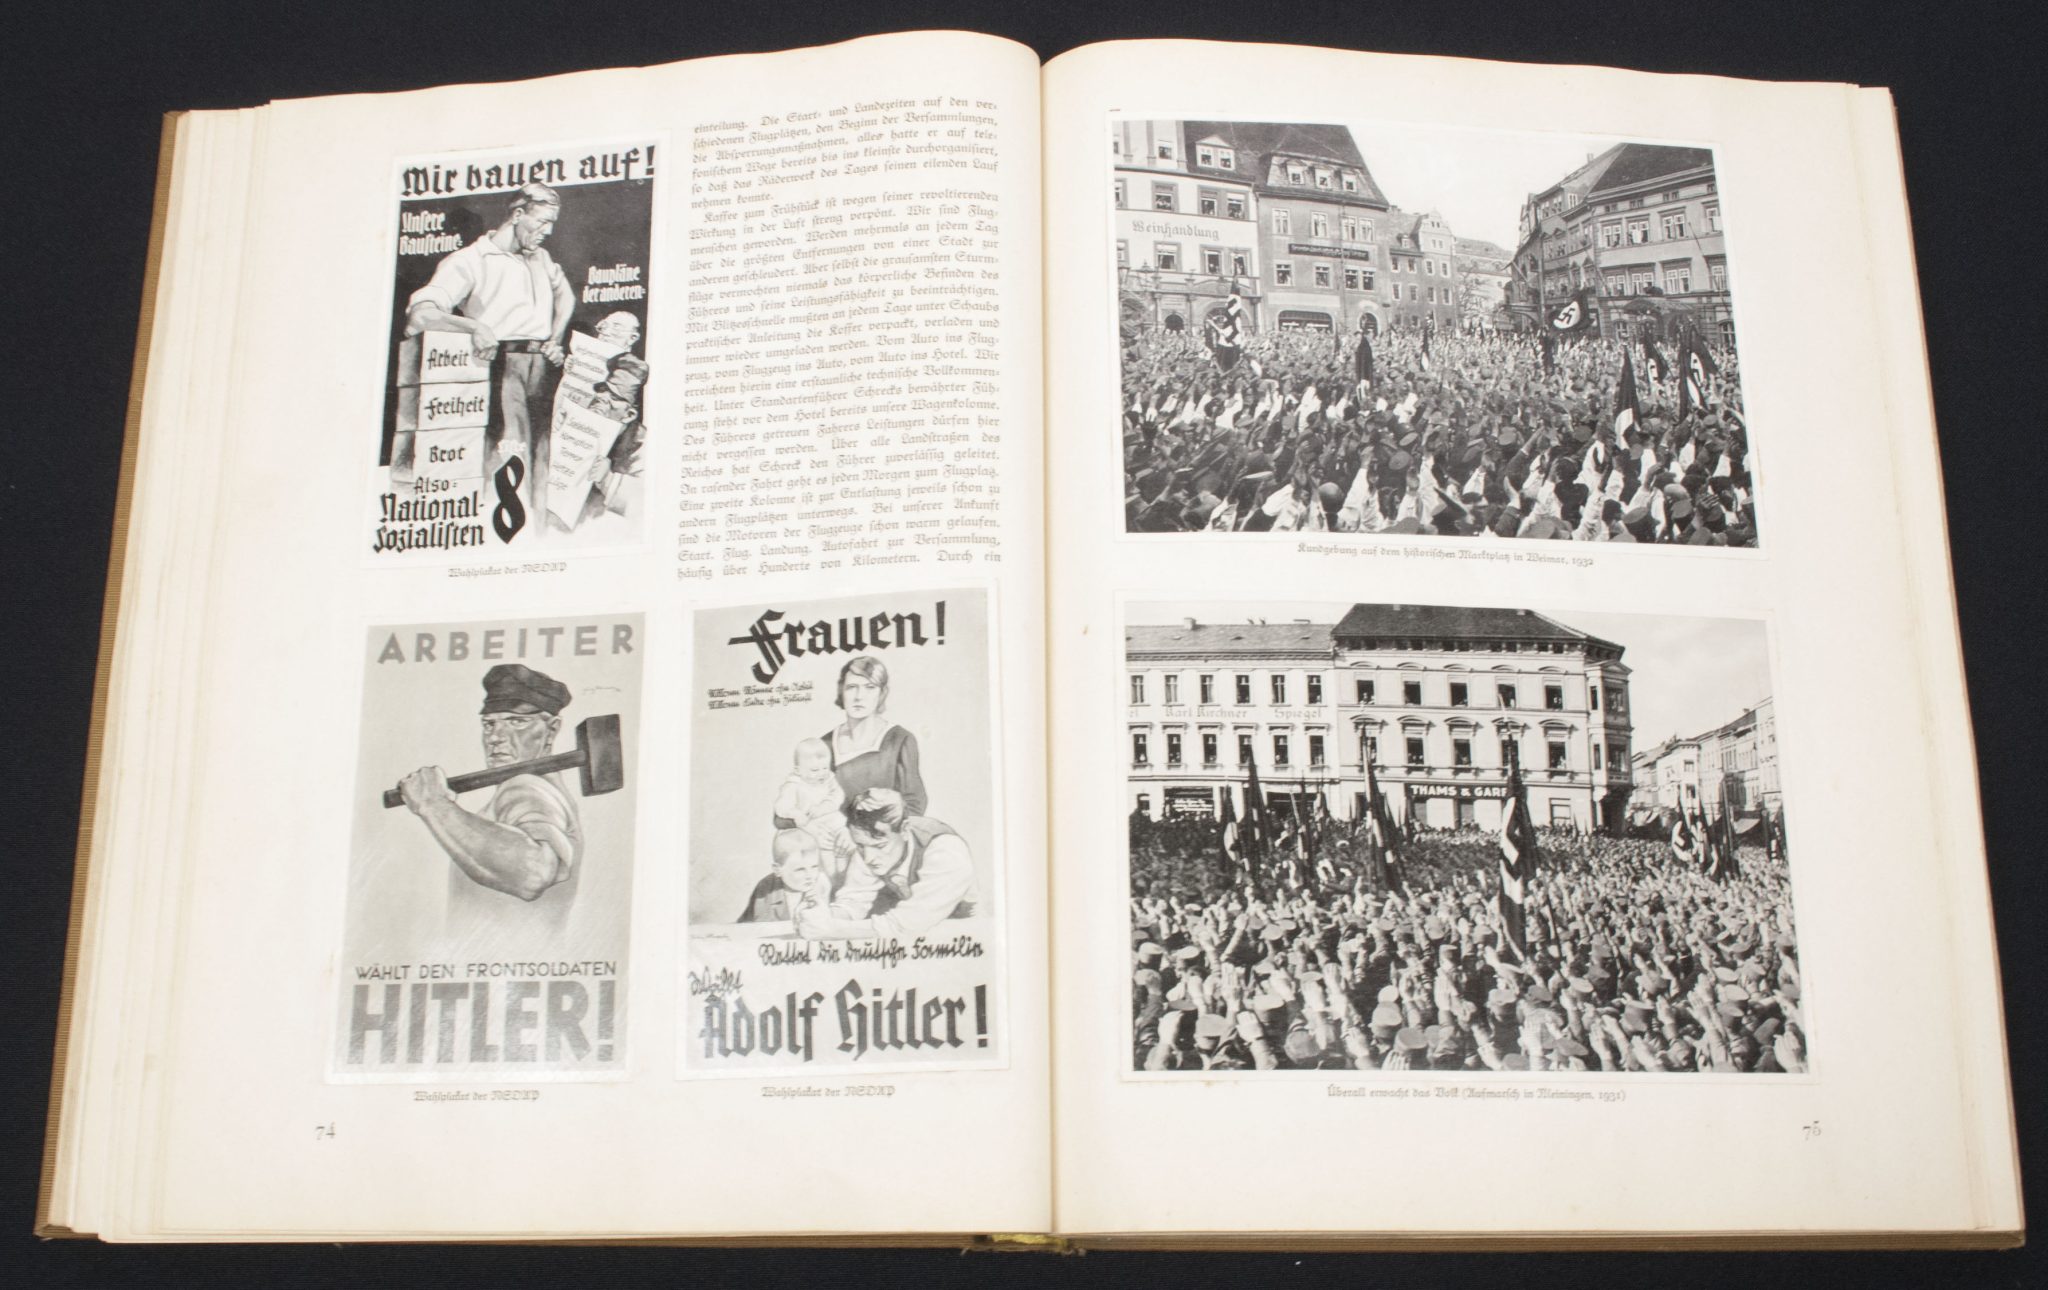 Wir bauen auf!
Unsere
Bausteine:
Baupläne
der anderen:
Arbeit
Freiheit
Brot
Also:
National-
sozialisten
8
Wahlplakat der NSDAP
einteilung. Die Start- und Landezeiten auf den ver-
schiedenen Flugplätzen, den Beginn der Versammlungen,
die Absperrungsmaßnahmen, alles hatte er auf tele-
fonischem Wege bereits bis ins kleinste durchorganisiert,
so daß das Räderwerk des Tages seinen eilenden Lauf
nehmen konnte.
Kaffee zum Frühstück ist wegen seiner revoltierenden
Wirkung in der Luft streng verpönt. Wir sind Flug-
menschen geworden. Werden mehrmals an jedem Tag
über die größten Entfernungen von einer Stadt zur
anderen geschleudert. Aber selbst die grausamsten Sturm-
flüge vermochten niemals das körperliche Befinden des
Führers und seine Leistungsfähigkeit zu beeinträchtigen.
Mit Blitzesschnelle mußten an jedem Tage unter Schaubs
praktischer Anleitung die Koffer verpackt, verladen und
immer wieder umgeladen werden. Vom Auto ins Flug-
zeug, vom Flugzeug ins Auto, vom Auto ins Hotel. Wir
erreichten hierin eine erstaunliche technische Vollkommen-
heit. Unter Standartenführer Schrecks bewährter Füh-
rung steht vor dem Hotel bereits unsere Wagenkolonne.
Des Führers getreuen Fahrers Leistungen dürfen hier
nicht vergessen werden. Über alle Landstraßen des
Reiches hat Schreck den Führer zuverlässig geleitet.
In rasender Fahrt geht es jeden Morgen zum Flugplatz.
Eine zweite Kolonne ist zur Entlastung jeweils schon zu
andern Flugplätzen unterwegs. Bei unserer Ankunft
sind die Motoren der Flugzeuge schon warm gelaufen.
Start. Flug. Landung. Autofahrt zur Versammlung,
häufig über Hunderte von Kilometern. Durch ein
ARBEITER
WÄHLT DEN FRONTSOLDATEN
HITLER!
Wahlplakat der NSDAP
Frauen!
Millionen Männer ohne Arbeit
Millionen Kinder ohne Zukunft
Rettet die deutsche Familie
Wählt
Adolf Hitler!
Wahlplakat der NSDAP
74
Weinhandlung
Kundgebung auf dem historischen Marktplatz in Weimar, 1932
Karl Kirchner Spiegel
THAMS & GARF
Überall erwacht das Volk (Aufmarsch in Meiningen, 1931)
75